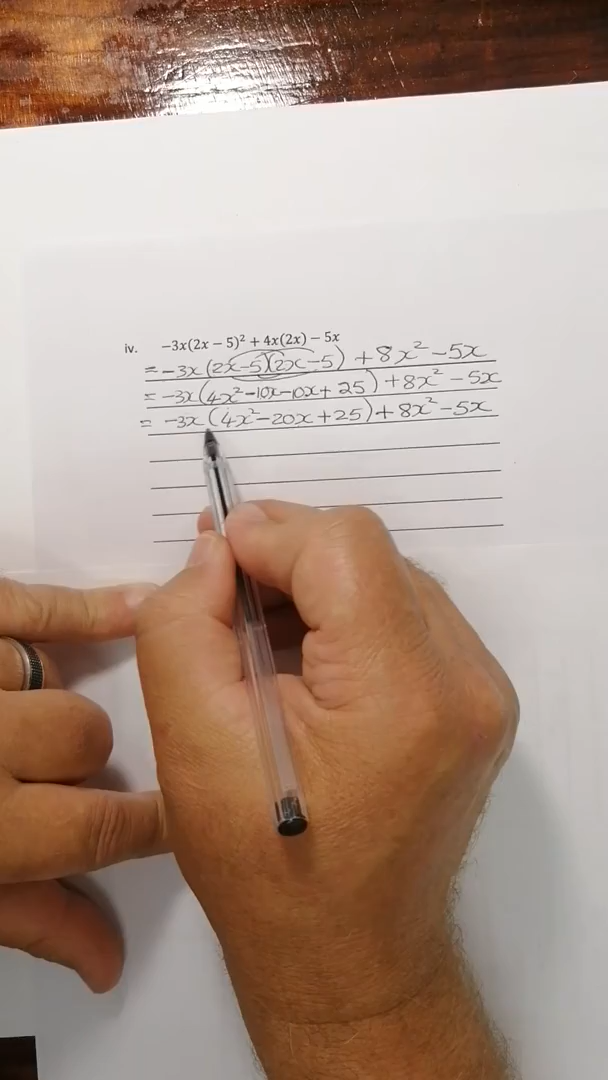 iv. −3x(2x − 5)² + 4x(2x) − 5x
= -3x(2x-5)(2x-5) + 8x² - 5x
= -3x(4x² - 10x - 10x + 25) + 8x² - 5x
= -3x(4x² - 20x + 25) + 8x² - 5x